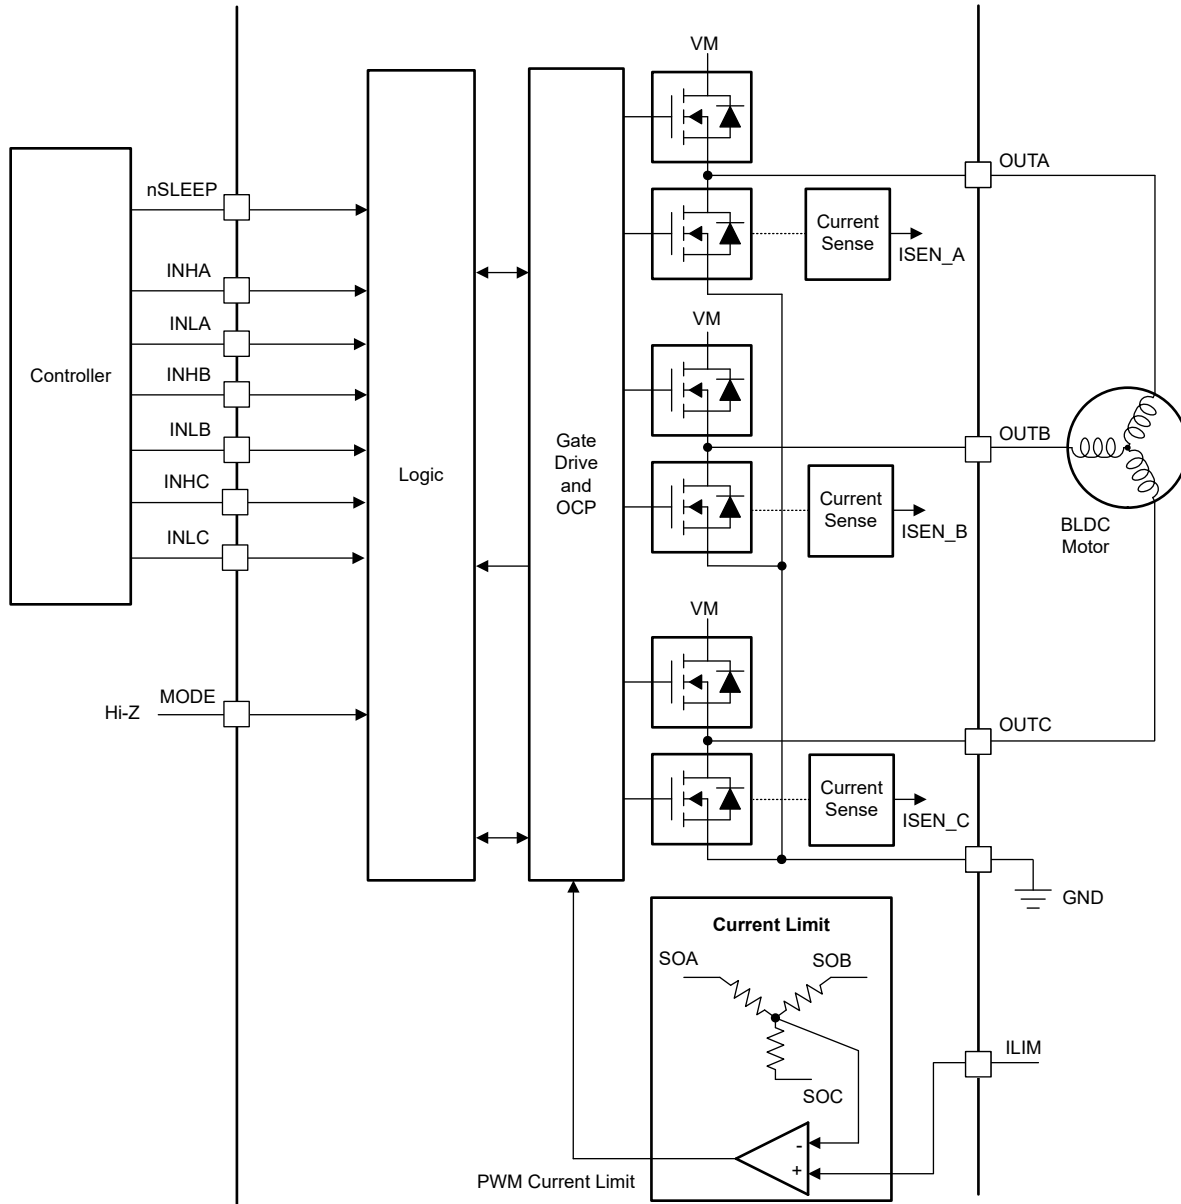 VM
OUTA
nSLEEP
Current
Sense
ISEN_A
INHA
INLA
VM
Controller
INHB
OUTB
INLB
Gate
Drive
and
OCP
Logic
Current
Sense
ISEN_B
BLDC
Motor
INHC
INLC
VM
MODE
Hi-Z
OUTC
Current
Sense
ISEN_C
GND
Current Limit
SOA
SOB
SOC
ILIM
-
+
PWM Current Limit